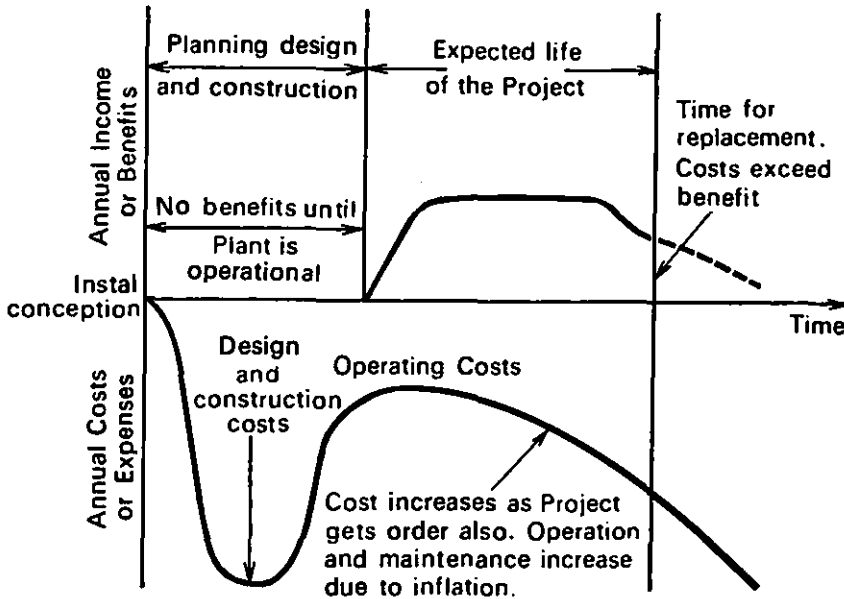 Planning design
and construction
Expected life
of the Project
Time for
replacement.
Costs exceed
benefit
Annual Income
or Benefits
No benefits until
Plant is
operational
Instal
conception
Time
Design
and
construction
costs
Operating Costs
Annual Costs
or Expenses
Cost increases as Project
gets order also. Operation
and maintenance increase
due to inflation.